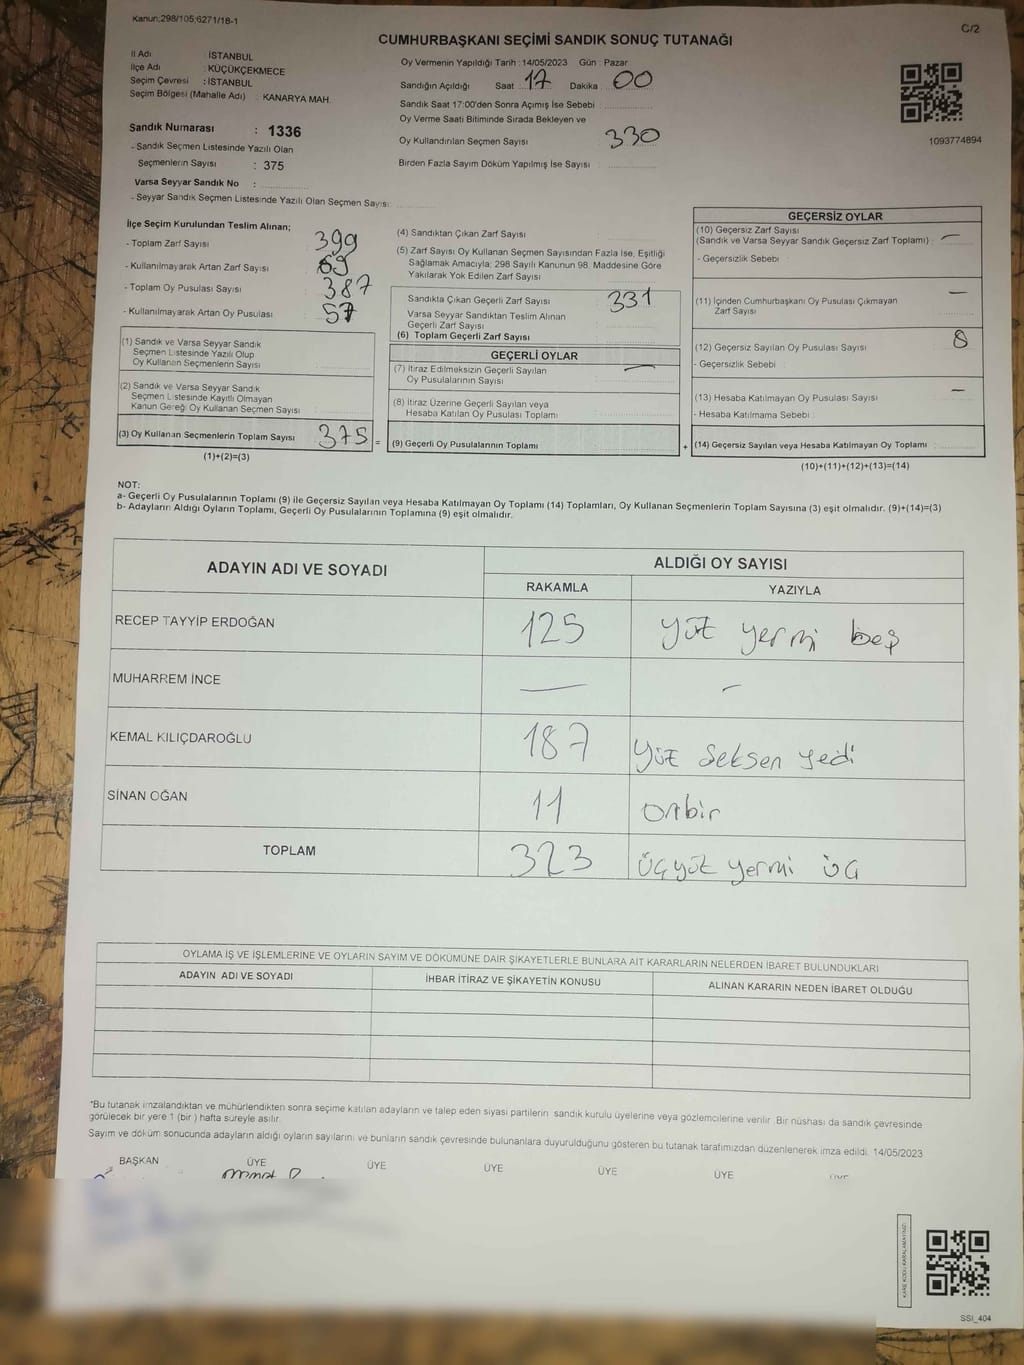 Kanun;298/105;6271/18-1
C/2
CUMHURBAŞKANI SEÇİMİ SANDIK SONUÇ TUTANAĞI
İl Adı : İSTANBUL
İlçe Adı : KÜÇÜKÇEKMECE
Seçim Çevresi : İSTANBUL
Seçim Bölgesi (Mahalle Adı) : KANARYA MAH.
Sandık Numarası : 1336
- Sandık Seçmen Listesinde Yazılı Olan
Seçmenlerin Sayısı : 375
Varsa Seyyar Sandık No :
- Seyyar Sandık Seçmen Listesinde Yazılı Olan Seçmen Sayısı:
Oy Vermenin Yapıldığı Tarih : 14/05/2023 Gün : Pazar
Sandığın Açıldığı Saat 17 Dakika 00
Sandık Saat 17:00'den Sonra Açımış İse Sebebi
Oy Verme Saati Bitiminde Sırada Bekleyen ve
Oy Kullandırılan Seçmen Sayısı 330
Birden Fazla Sayım Döküm Yapılmış İse Sayısı
1093774894
İlçe Seçim Kurulundan Teslim Alınan;
- Toplam Zarf Sayısı 399
- Kullanılmayarak Artan Zarf Sayısı 69
- Toplam Oy Pusulası Sayısı 387
- Kullanılmayarak Artan Oy Pusulası 57
(1) Sandık ve Varsa Seyyar Sandık
Seçmen Listesinde Yazılı Olup
Oy Kullanan Seçmenlerin Sayısı
(2) Sandık ve Varsa Seyyar Sandık
Seçmen Listesinde Kayıtlı Olmayan
Kanun Gereği Oy Kullanan Seçmen Sayısı
(3) Oy Kullanan Seçmenlerin Toplam Sayısı 375 =
(1)+(2)=(3)
(4) Sandıktan Çıkan Zarf Sayısı
(5) Zarf Sayısı Oy Kullanan Seçmen Sayısından Fazla İse, Eşitliği
Sağlamak Amacıyla; 298 Sayılı Kanunun 98. Maddesine Göre
Yakılarak Yok Edilen Zarf Sayısı
Sandıkta Çıkan Geçerli Zarf Sayısı 331
Varsa Seyyar Sandıktan Teslim Alınan
Geçerli Zarf Sayısı
(6) Toplam Geçerli Zarf Sayısı
GEÇERLİ OYLAR
(7) İtiraz Edilmeksizin Geçerli Sayılan —
Oy Pusulalarının Sayısı
(8) İtiraz Üzerine Geçerli Sayılan veya
Hesaba Katılan Oy Pusulası Toplamı
(9) Geçerli Oy Pusulalarının Toplamı +
GEÇERSİZ OYLAR
(10) Geçersiz Zarf Sayısı
(Sandık ve Varsa Seyyar Sandık Geçersiz Zarf Toplamı) : —
- Geçersizlik Sebebi :
(11) İçinden Cumhurbaşkanı Oy Pusulası Çıkmayan —
Zarf Sayısı
(12) Geçersiz Sayılan Oy Pusulası Sayısı 8
- Geçersizlik Sebebi :
(13) Hesaba Katılmayan Oy Pusulası Sayısı —
- Hesaba Katılmama Sebebi :
(14) Geçersiz Sayılan veya Hesaba Katılmayan Oy Toplamı
(10)+(11)+(12)+(13)=(14)
NOT:
a- Geçerli Oy Pusulalarının Toplamı (9) ile Geçersiz Sayılan veya Hesaba Katılmayan Oy Toplamı (14) Toplamları, Oy Kullanan Seçmenlerin Toplam Sayısına (3) eşit olmalıdır. (9)+(14)=(3)
b- Adayların Aldığı Oyların Toplamı, Geçerli Oy Pusulalarının Toplamına (9) eşit olmalıdır.
ADAYIN ADI VE SOYADI
ALDIĞI OY SAYISI
RAKAMLA YAZIYLA
RECEP TAYYİP ERDOĞAN 125 yüz yermi beş
MUHARREM İNCE — —
KEMAL KILIÇDAROĞLU 187 yüz seksen yedi
SİNAN OĞAN 11 onbir
TOPLAM 323 üçyüz yermi üç
OYLAMA İŞ VE İŞLEMLERİNE VE OYLARIN SAYIM VE DÖKÜMÜNE DAİR ŞİKAYETLERLE BUNLARA AİT KARARLARIN NELERDEN İBARET BULUNDUKLARI
ADAYIN ADI VE SOYADI İHBAR İTİRAZ VE ŞİKAYETİN KONUSU ALINAN KARARIN NEDEN İBARET OLDUĞU
*Bu tutanak imzalandıktan ve mühürlendikten sonra seçime katılan adayların ve talep eden siyasi partilerin sandık kurulu üyelerine veya gözlemcilerine verilir. Bir nüshası da sandık çevresinde
görülecek bir yere 1 (bir ) hafta süreyle asılır.
Sayım ve döküm sonucunda adayların aldığı oyların sayılarını ve bunların sandık çevresinde bulunanlara duyurulduğunu gösteren bu tutanak tarafımızdan düzenlenerek imza edildi. 14/05/2023
BAŞKAN ÜYE ÜYE ÜYE ÜYE ÜYE
KARE KODU KARALAMAYINIZ!
SSI_404